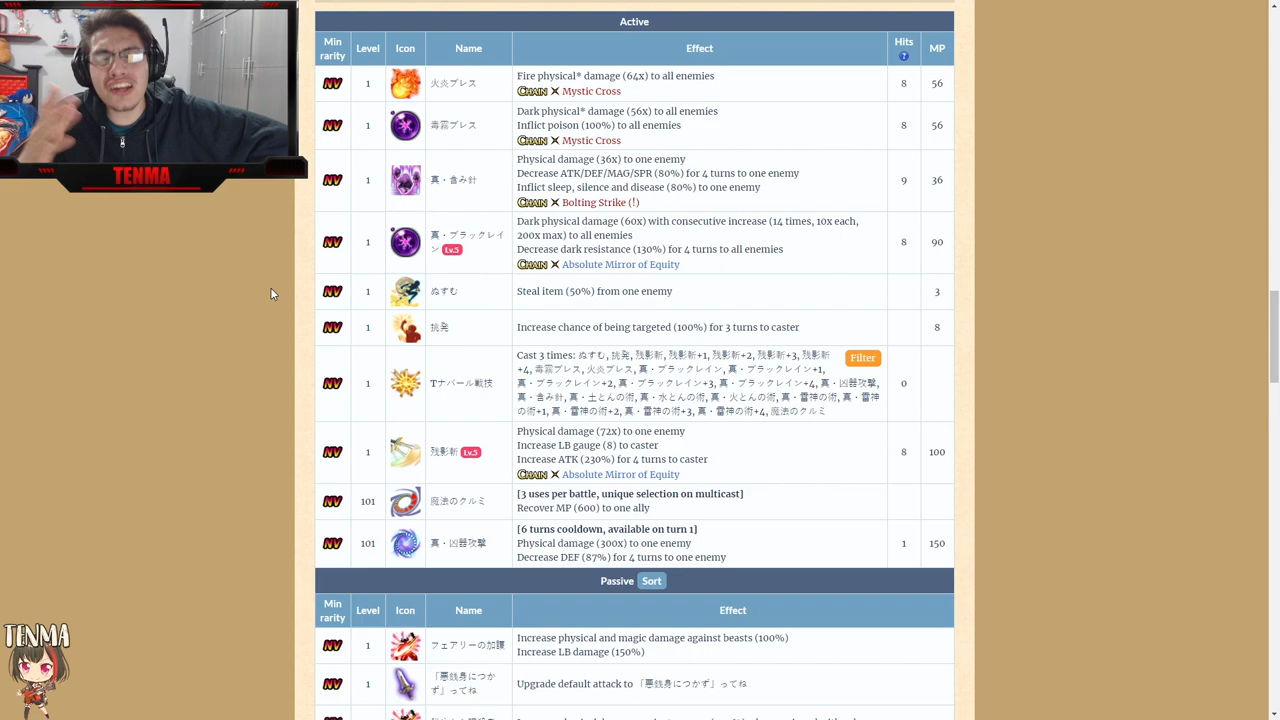 TENMA
TENMA
Active
Min rarity Level Icon Name Effect Hits MP
NV 1 火炎ブレス Fire physical* damage (64x) to all enemies 8 56
CHAIN Mystic Cross
NV 1 毒霧ブレス Dark physical* damage (56x) to all enemies 8 56
Inflict poison (100%) to all enemies
CHAIN Mystic Cross
NV 1 真・含み針 Physical damage (36x) to one enemy 9 36
Decrease ATK/DEF/MAG/SPR (80%) for 4 turns to one enemy
Inflict sleep, silence and disease (80%) to one enemy
CHAIN Bolting Strike (!)
NV 1 真・ブラックレイン Lv.5 Dark physical damage (60x) with consecutive increase (14 times, 10x each, 8 90
200x max) to all enemies
Decrease dark resistance (130%) for 4 turns to all enemies
CHAIN Absolute Mirror of Equity
NV 1 ぬすむ Steal item (50%) from one enemy 3
NV 1 挑発 Increase chance of being targeted (100%) for 3 turns to caster 8
NV 1 Tナバール戦技 Cast 3 times: ぬすむ, 挑発, 残影斬, 残影斬+1, 残影斬+2, 残影斬+3, 残影斬 Filter 0
+4, 毒霧ブレス, 火炎ブレス, 真・ブラックレイン, 真・ブラックレイン+1,
真・ブラックレイン+2, 真・ブラックレイン+3, 真・ブラックレイン+4, 真・凶器攻撃,
真・含み針, 真・土とんの術, 真・水とんの術, 真・火とんの術, 真・雷神の術, 真・雷神
の術+1, 真・雷神の術+2, 真・雷神の術+3, 真・雷神の術+4, 魔法のクルミ
NV 1 残影斬 Lv.5 Physical damage (72x) to one enemy 8 100
Increase LB gauge (8) to caster
Increase ATK (230%) for 4 turns to caster
CHAIN Absolute Mirror of Equity
NV 101 魔法のクルミ [3 uses per battle, unique selection on multicast]
Recover MP (600) to one ally
NV 101 真・凶器攻撃 [6 turns cooldown, available on turn 1] 1 150
Physical damage (300x) to one enemy
Decrease DEF (87%) for 4 turns to one enemy
Passive Sort
Min rarity Level Icon Name Effect
NV 1 フェアリーの加護 Increase physical and magic damage against beasts (100%)
Increase LB damage (150%)
NV 1 「悪銭身につかず」ってね Upgrade default attack to 「悪銭身につかず」ってね